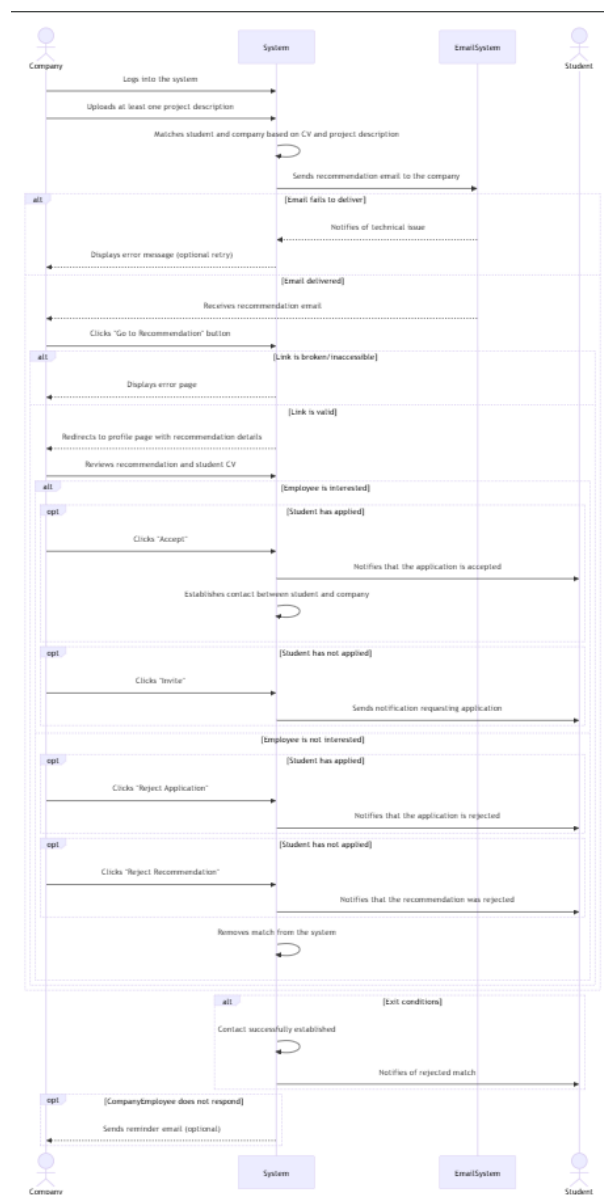 Company
System
EmailSystem
Student
Logs into the system
Uploads at least one project description
Matches student and company based on CV and project description
Sends recommendation email to the company
alt
[Email fails to deliver]
Notifies of technical issue
Displays error message (optional retry)
[Email delivered]
Receives recommendation email
Clicks "Go to Recommendation" button
alt
[Link is broken/inaccessible]
Displays error page
[Link is valid]
Redirects to profile page with recommendation details
Reviews recommendation and student CV
alt
[Employee is interested]
opt
[Student has applied]
Clicks "Accept"
Notifies that the application is accepted
Establishes contact between student and company
opt
[Student has not applied]
Clicks "Invite"
Sends notification requesting application
[Employee is not interested]
opt
[Student has applied]
Clicks "Reject Application"
Notifies that the application is rejected
opt
[Student has not applied]
Clicks "Reject Recommendation"
Notifies that the recommendation was rejected
Removes match from the system
alt
[Exit conditions]
Contact successfully established
Notifies of rejected match
opt
[CompanyEmployee does not respond]
Sends reminder email (optional)
Company
System
EmailSystem
Student